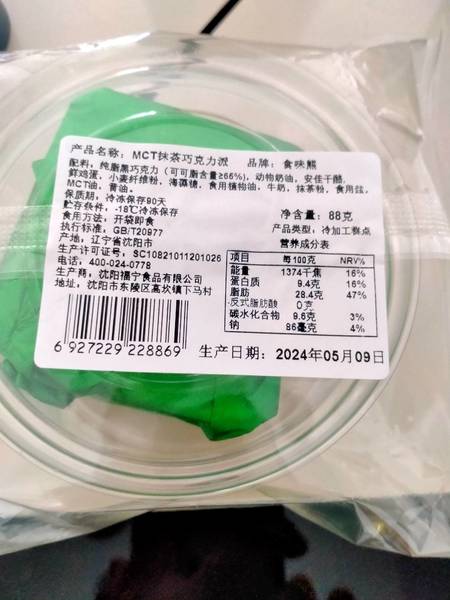 产品名称: MCT抹茶巧克力派 品牌: 食味熊
配料: 纯脂黑巧克力 (可可脂含量≥66%), 动物奶油, 安佳干酪,
鲜鸡蛋, 小麦纤维粉, 海藻糖, 食用植物油, 牛奶, 抹茶粉, 食用盐,
MCT油, 黄油。
保质期: 冷冻保存90天
贮存条件: -18℃冷冻保存 净含量: 88克
食用方法: 开袋即食 产品类型: 冷加工糕点
执行标准: GB/T20977 营养成分表
产地: 辽宁省沈阳市
生产许可证号: SC10821011201026
电话: 400-024-0778
生产商: 沈阳福宁食品有限公司
地址: 沈阳市东陵区高坎镇下马村
项目 每100克 NRV%
能量 1374千焦 16%
蛋白质 9.4克 16%
脂肪 28.4克 47%
-反式脂肪酸 0克
碳水化合物 9.6克 3%
钠 86毫克 4%
6 927229 228869
生产日期: 2024年05月09日